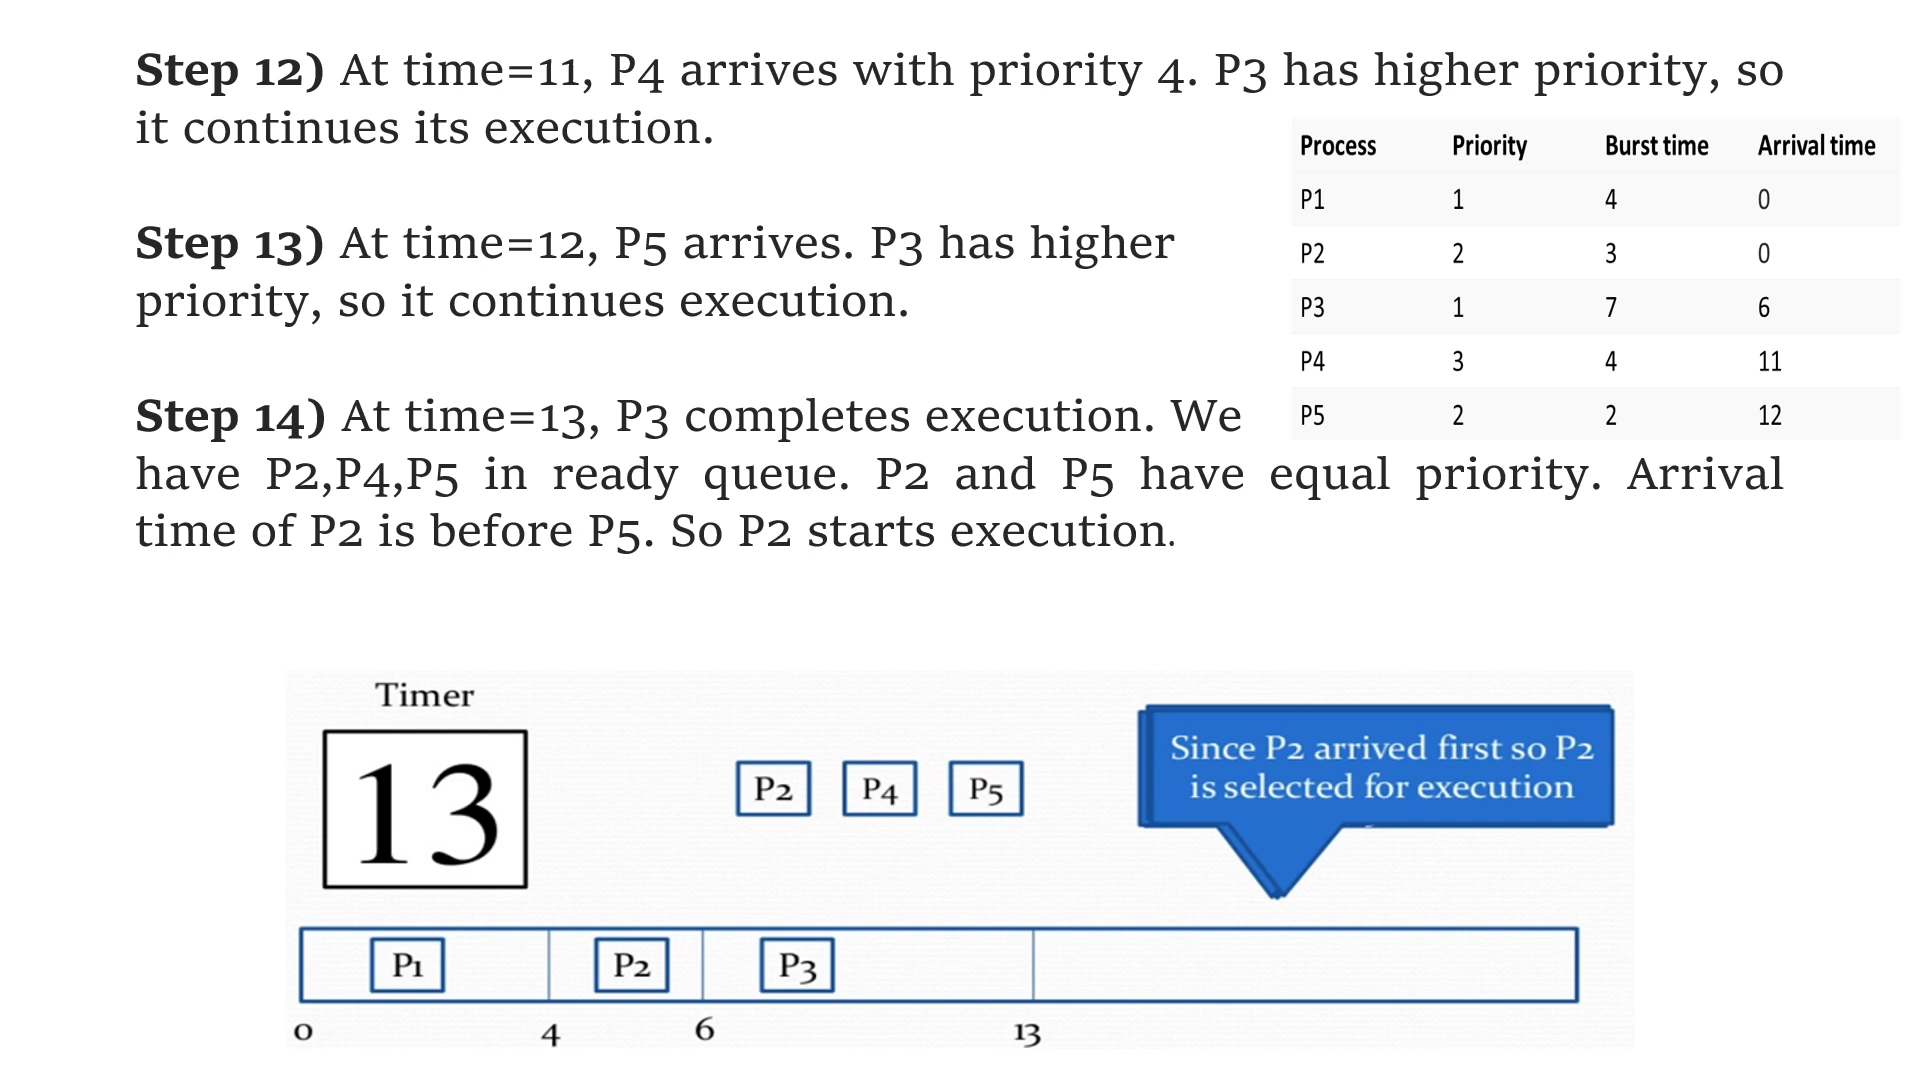 Step 12) At time=11, P4 arrives with priority 4. P3 has higher priority, so
it continues its execution.
Step 13) At time=12, P5 arrives. P3 has higher
priority, so it continues execution.
Step 14) At time=13, P3 completes execution. We
have P2,P4,P5 in ready queue. P2 and P5 have equal priority. Arrival
time of P2 is before P5. So P2 starts execution.
Process Priority Burst time Arrival time
P1 1 4 0
P2 2 3 0
P3 1 7 6
P4 3 4 11
P5 2 2 12
Timer
13
P2 P4 P5
Since P2 arrived first so P2
is selected for execution
P1 P2 P3
0 4 6 13